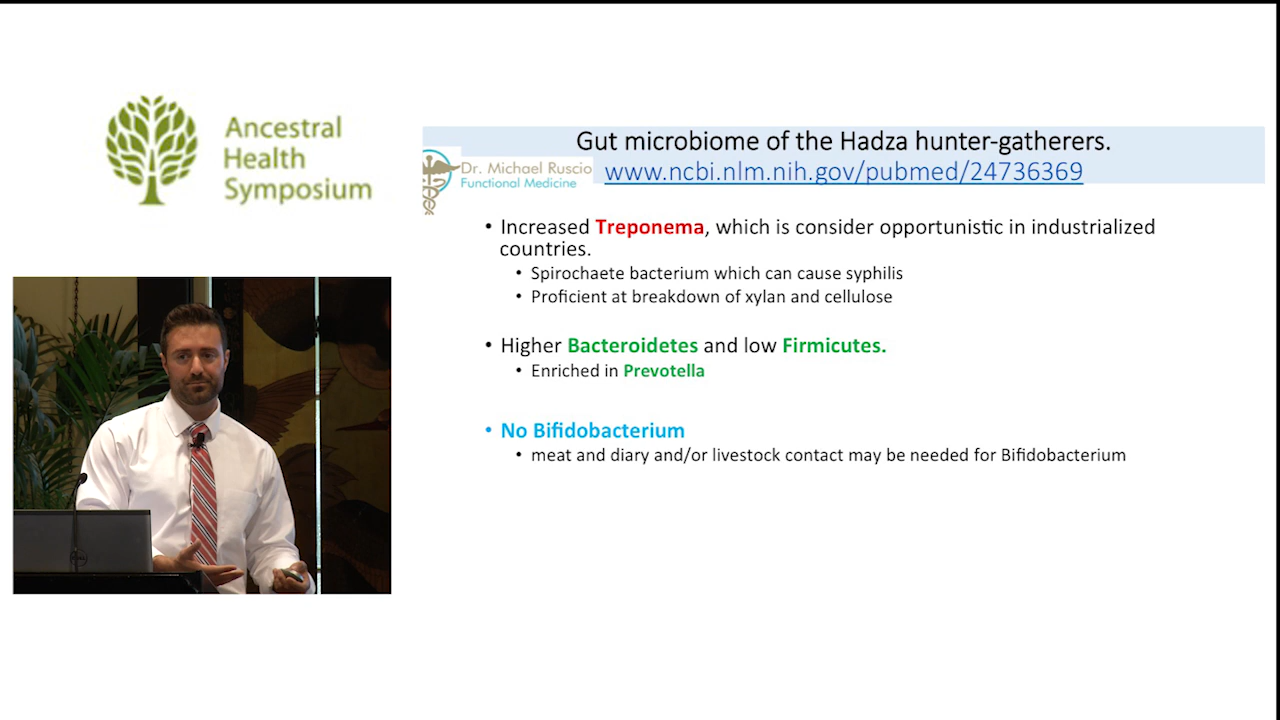 Ancestral
Health
Symposium
Gut microbiome of the Hadza hunter-gatherers.
Dr. Michael Ruscio
Functional Medicine
www.ncbi.nlm.nih.gov/pubmed/24736369
• Increased Treponema, which is consider opportunistic in industrialized
countries.
• Spirochaete bacterium which can cause syphilis
• Proficient at breakdown of xylan and cellulose
• Higher Bacteroidetes and low Firmicutes.
• Enriched in Prevotella
• No Bifidobacterium
• meat and diary and/or livestock contact may be needed for Bifidobacterium